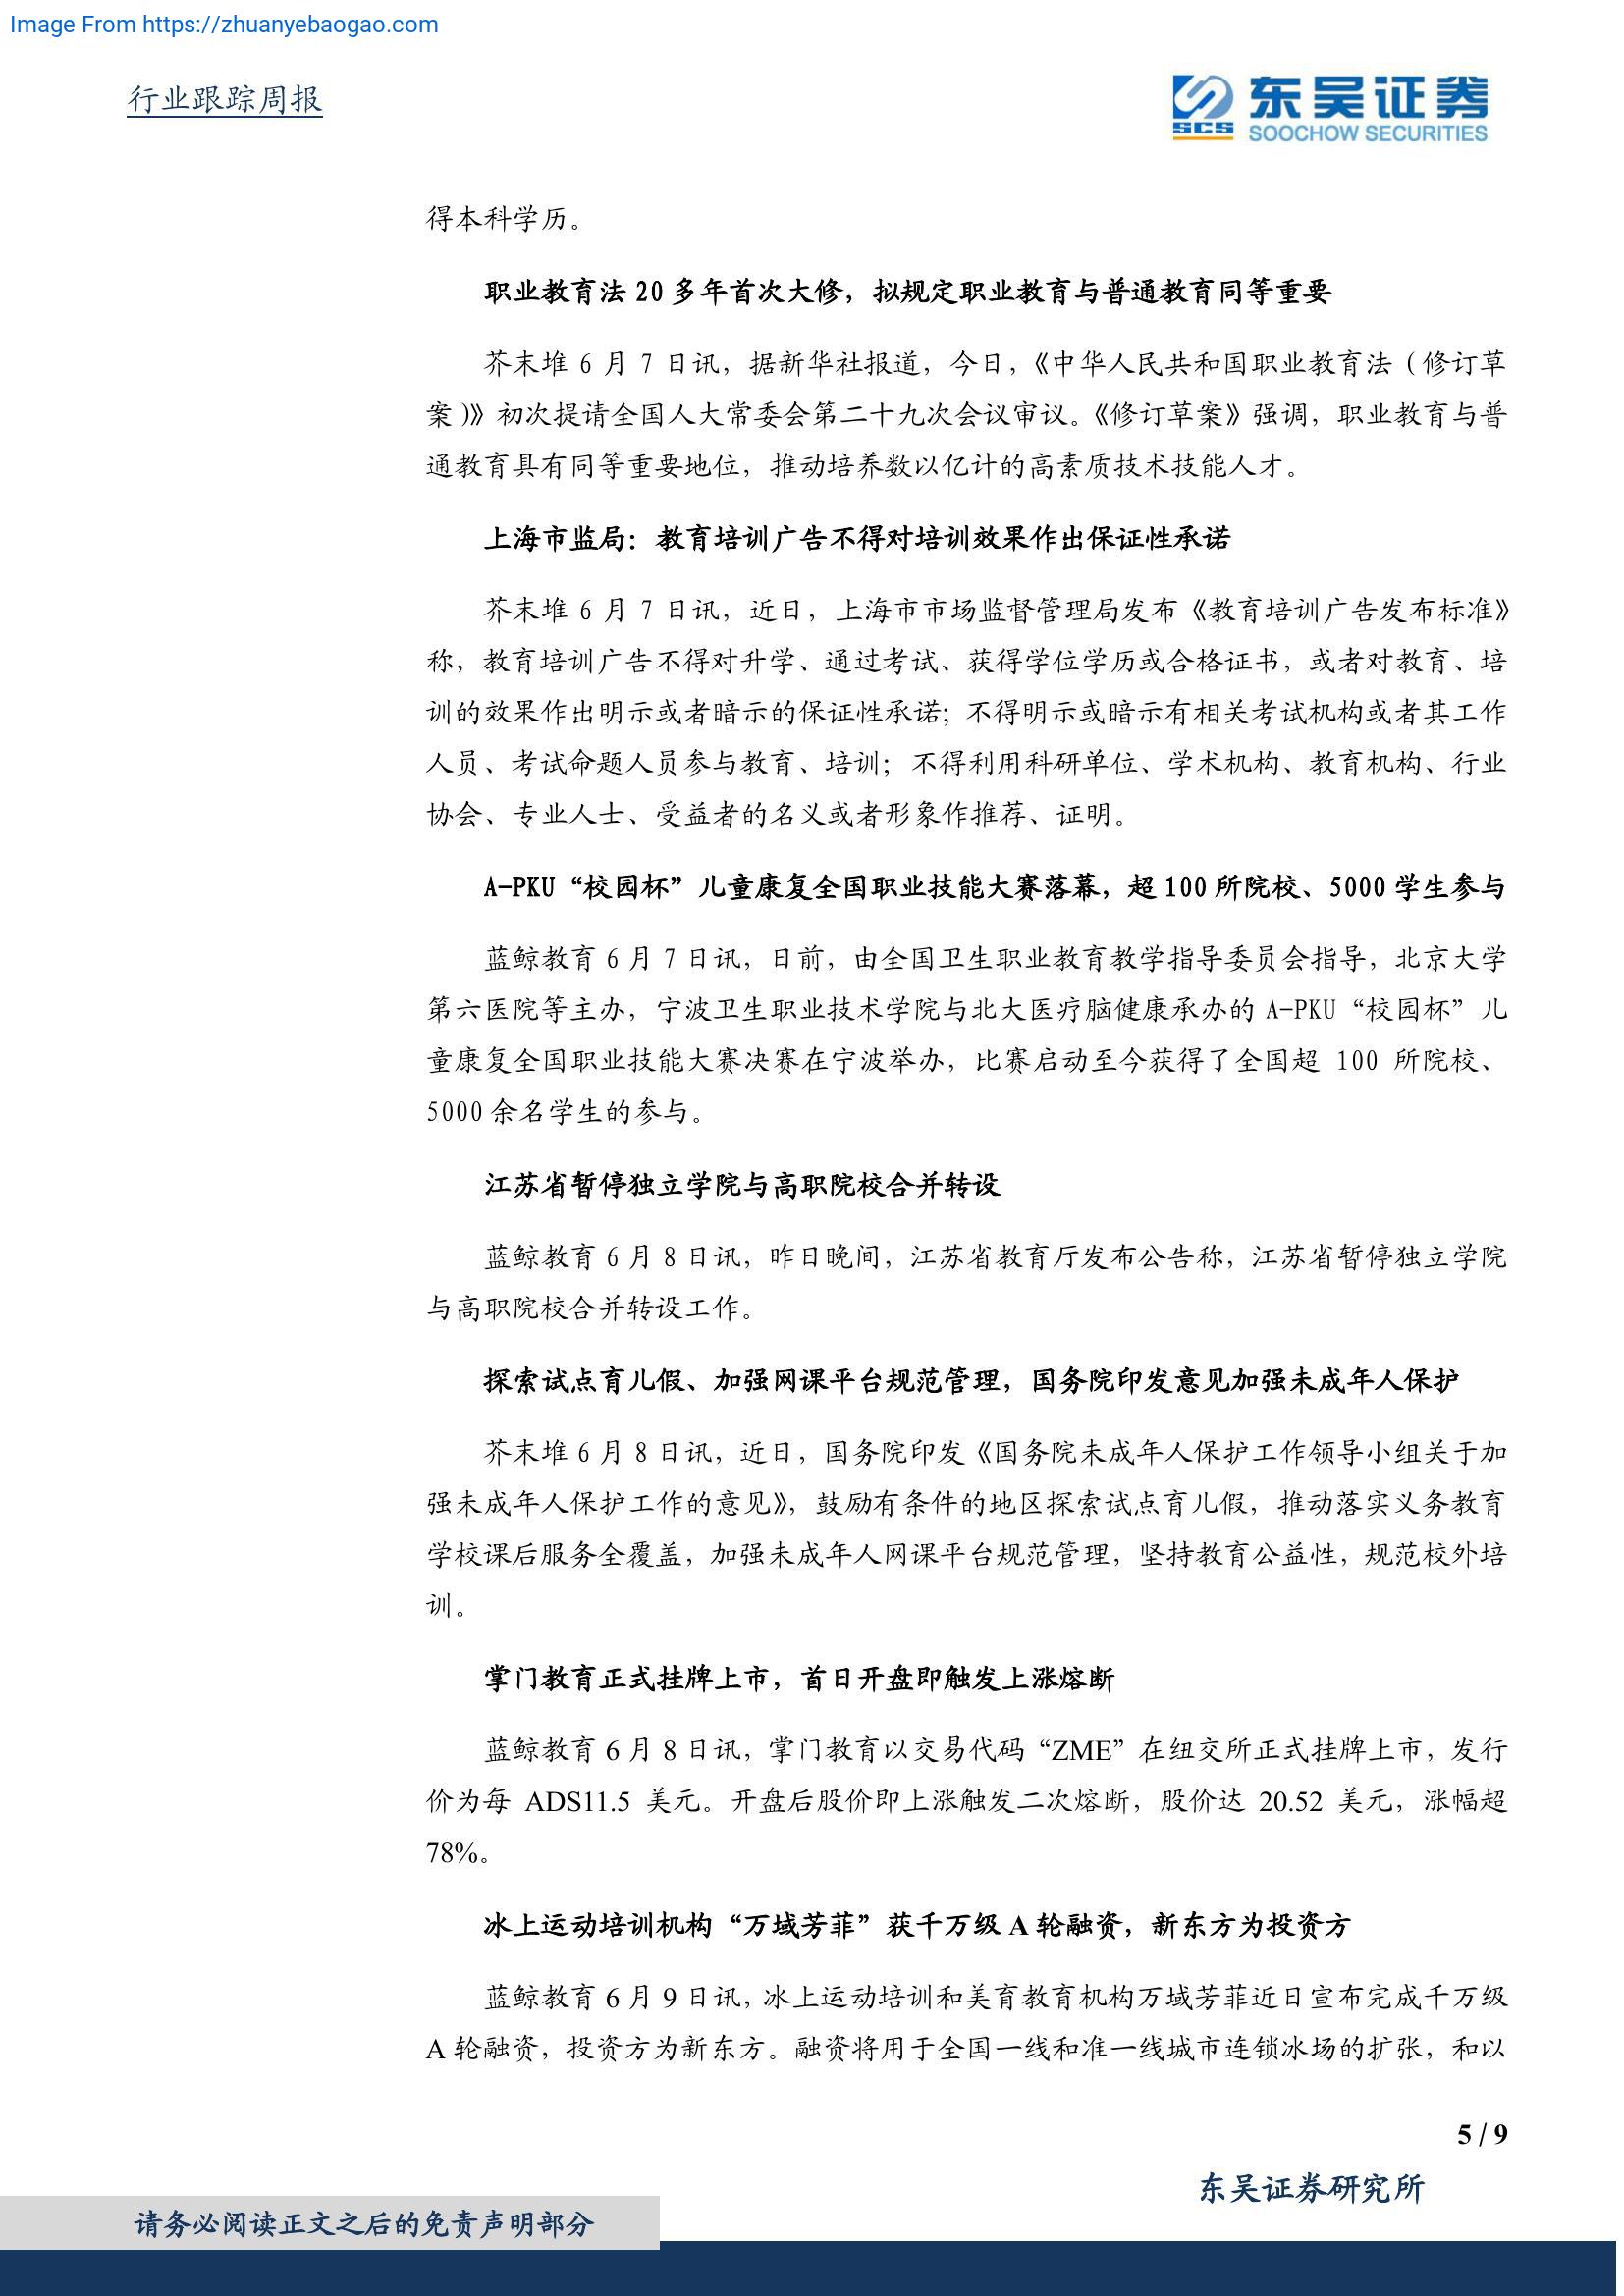 Image From https://zhuanyebaogao.com
行业跟踪周报
东吴证券
SCS
SOOCHOW SECURITIES
得本科学历。
职业教育法 20 多年首次大修，拟规定职业教育与普通教育同等重要
芥末堆 6 月 7 日讯，据新华社报道，今日，《中华人民共和国职业教育法（修订草
案）》初次提请全国人大常委会第二十九次会议审议。《修订草案》强调，职业教育与普
通教育具有同等重要地位，推动培养数以亿计的高素质技术技能人才。
上海市监局：教育培训广告不得对培训效果作出保证性承诺
芥末堆 6 月 7 日讯，近日，上海市市场监督管理局发布《教育培训广告发布标准》
称，教育培训广告不得对升学、通过考试、获得学位学历或合格证书，或者对教育、培
训的效果作出明示或者暗示的保证性承诺；不得明示或暗示有相关考试机构或者其工作
人员、考试命题人员参与教育、培训；不得利用科研单位、学术机构、教育机构、行业
协会、专业人士、受益者的名义或者形象作推荐、证明。
A-PKU“校园杯”儿童康复全国职业技能大赛落幕，超 100 所院校、5000 学生参与
蓝鲸教育 6 月 7 日讯，日前，由全国卫生职业教育教学指导委员会指导，北京大学
第六医院等主办，宁波卫生职业技术学院与北大医疗脑健康承办的 A-PKU“校园杯”儿
童康复全国职业技能大赛决赛在宁波举办，比赛启动至今获得了全国超 100 所院校、
5000 余名学生的参与。
江苏省暂停独立学院与高职院校合并转设
蓝鲸教育 6 月 8 日讯，昨日晚间，江苏省教育厅发布公告称，江苏省暂停独立学院
与高职院校合并转设工作。
探索试点育儿假、加强网课平台规范管理，国务院印发意见加强未成年人保护
芥末堆 6 月 8 日讯，近日，国务院印发《国务院未成年人保护工作领导小组关于加
强未成年人保护工作的意见》，鼓励有条件的地区探索试点育儿假，推动落实义务教育
学校课后服务全覆盖，加强未成年人网课平台规范管理，坚持教育公益性，规范校外培
训。
掌门教育正式挂牌上市，首日开盘即触发上涨熔断
蓝鲸教育 6 月 8 日讯，掌门教育以交易代码“ZME”在纽交所正式挂牌上市，发行
价为每 ADS11.5 美元。开盘后股价即上涨触发二次熔断，股价达 20.52 美元，涨幅超
78%。
冰上运动培训机构“万域芳菲”获千万级 A 轮融资，新东方为投资方
蓝鲸教育 6 月 9 日讯，冰上运动培训和美育教育机构万域芳菲近日宣布完成千万级
A 轮融资，投资方为新东方。融资将用于全国一线和准一线城市连锁冰场的扩张，和以
5 / 9
东吴证券研究所
请务必阅读正文之后的免责声明部分